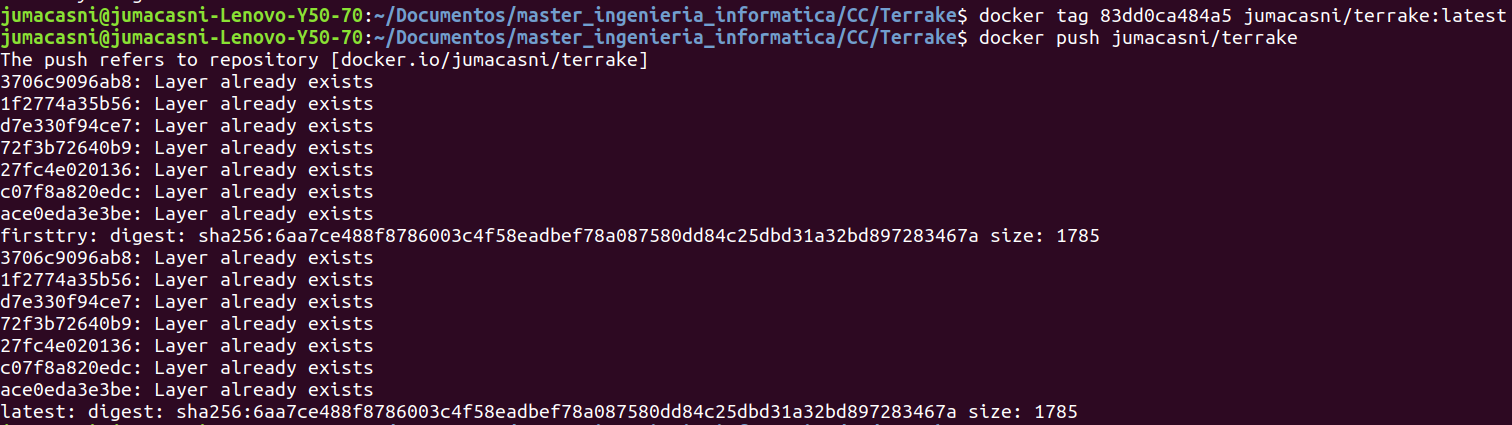 jumacasni@jumacasni-Lenovo-Y50-70:~/Documentos/master_ingenieria_informatica/CC/Terrake$ docker tag 83dd0ca484a5 jumacasni/terrake:latest
jumacasni@jumacasni-Lenovo-Y50-70:~/Documentos/master_ingenieria_informatica/CC/Terrake$ docker push jumacasni/terrake
The push refers to repository [docker.io/jumacasni/terrake]
3706c9096ab8: Layer already exists
1f2774a35b56: Layer already exists
d7e330f94ce7: Layer already exists
72f3b72640b9: Layer already exists
27fc4e020136: Layer already exists
c07f8a820edc: Layer already exists
ace0eda3e3be: Layer already exists
firsttry: digest: sha256:6aa7ce488f8786003c4f58eadbef78a087580dd84c25dbd31a32bd897283467a size: 1785
3706c9096ab8: Layer already exists
1f2774a35b56: Layer already exists
d7e330f94ce7: Layer already exists
72f3b72640b9: Layer already exists
27fc4e020136: Layer already exists
c07f8a820edc: Layer already exists
ace0eda3e3be: Layer already exists
latest: digest: sha256:6aa7ce488f8786003c4f58eadbef78a087580dd84c25dbd31a32bd897283467a size: 1785